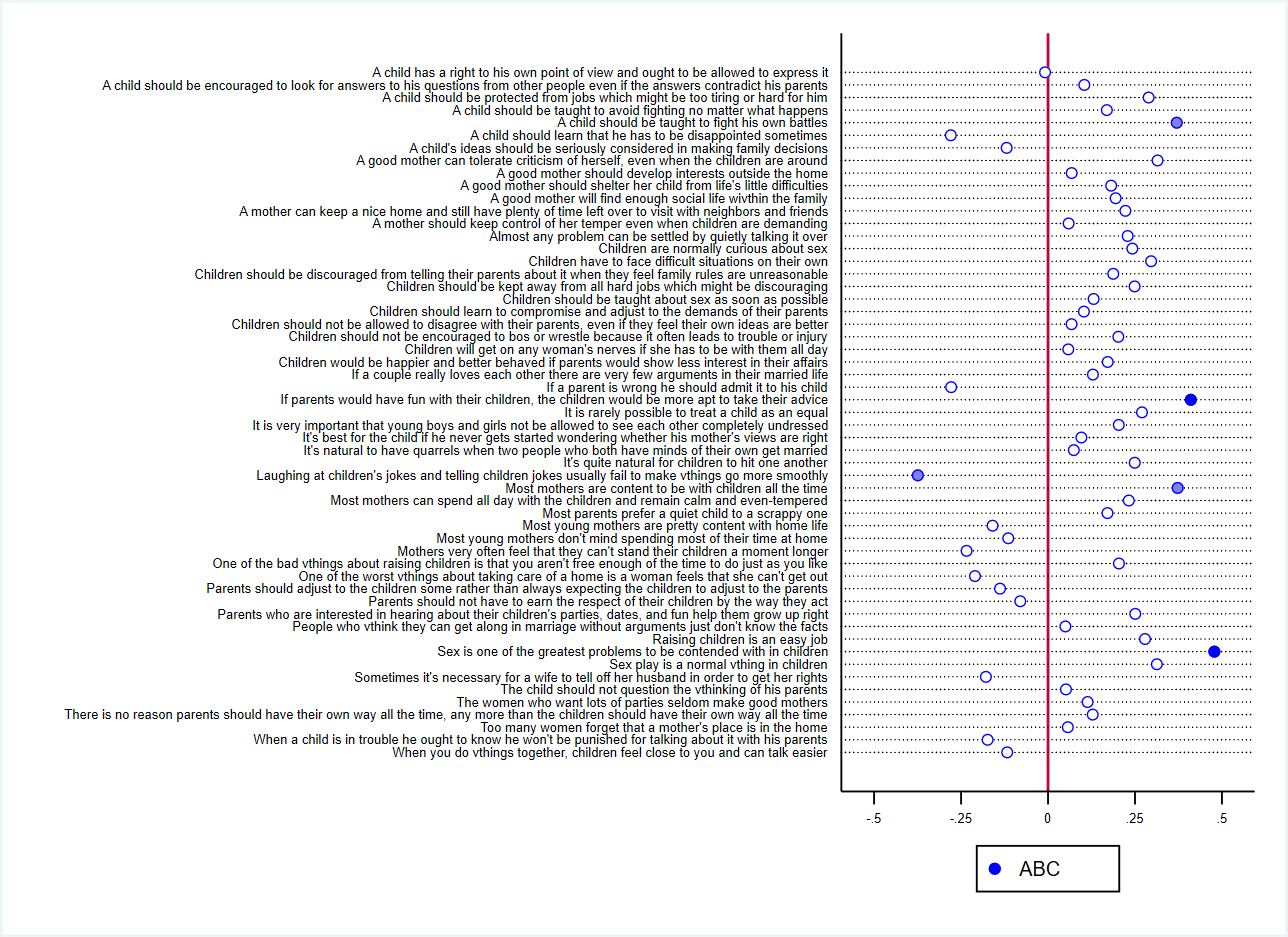 A child has a right to his own point of view and ought to be allowed to express it
A child should be encouraged to look for answers to his questions from other people even if the answers contradict his parents
A child should be protected from jobs which might be too tiring or hard for him
A child should be taught to avoid fighting no matter what happens
A child should be taught to fight his own battles
A child should learn that he has to be disappointed sometimes
A child's ideas should be seriously considered in making family decisions
A good mother can tolerate criticism of herself, even when the children are around
A good mother should develop interests outside the home
A good mother should shelter her child from life's little difficulties
A good mother will find enough social life wivthin the family
A mother can keep a nice home and still have plenty of time left over to visit with neighbors and friends
A mother should keep control of her temper even when children are demanding
Almost any problem can be settled by quietly talking it over
Children are normally curious about sex
Children have to face difficult situations on their own
Children should be discouraged from telling their parents about it when they feel family rules are unreasonable
Children should be kept away from all hard jobs which might be discouraging
Children should be taught about sex as soon as possible
Children should learn to compromise and adjust to the demands of their parents
Children should not be allowed to disagree with their parents, even if they feel their own ideas are better
Children should not be encouraged to bos or wrestle because it often leads to trouble or injury
Children will get on any woman's nerves if she has to be with them all day
Children would be happier and better behaved if parents would show less interest in their affairs
If a couple really loves each other there are very few arguments in their married life
If a parent is wrong he should admit it to his child
If parents would have fun with their children, the children would be more apt to take their advice
It is rarely possible to treat a child as an equal
It is very important that young boys and girls not be allowed to see each other completely undressed
It's best for the child if he never gets started wondering whether his mother's views are right
It's natural to have quarrels when two people who both have minds of their own get married
It's quite natural for children to hit one another
Laughing at children's jokes and telling children jokes usually fail to make vthings go more smoothly
Most mothers are content to be with children all the time
Most mothers can spend all day with the children and remain calm and even-tempered
Most parents prefer a quiet child to a scrappy one
Most young mothers are pretty content with home life
Most young mothers don't mind spending most of their time at home
Mothers very often feel that they can't stand their children a moment longer
One of the bad vthings about raising children is that you aren't free enough of the time to do just as you like
One of the worst vthings about taking care of a home is a woman feels that she can't get out
Parents should adjust to the children some rather than always expecting the children to adjust to the parents
Parents should not have to earn the respect of their children by the way they act
Parents who are interested in hearing about their children's parties, dates, and fun help them grow up right
People who vthink they can get along in marriage without arguments just don't know the facts
Raising children is an easy job
Sex is one of the greatest problems to be contended with in children
Sex play is a normal vthing in children
Sometimes it's necessary for a wife to tell off her husband in order to get her rights
The child should not question the vthinking of his parents
The women who want lots of parties seldom make good mothers
There is no reason parents should have their own way all the time, any more than the children should have their own way all the time
Too many women forget that a mother's place is in the home
When a child is in trouble he ought to know he won't be punished for talking about it with his parents
When you do vthings together, children feel close to you and can talk easier
-.5 -.25 0 .25 .5
ABC